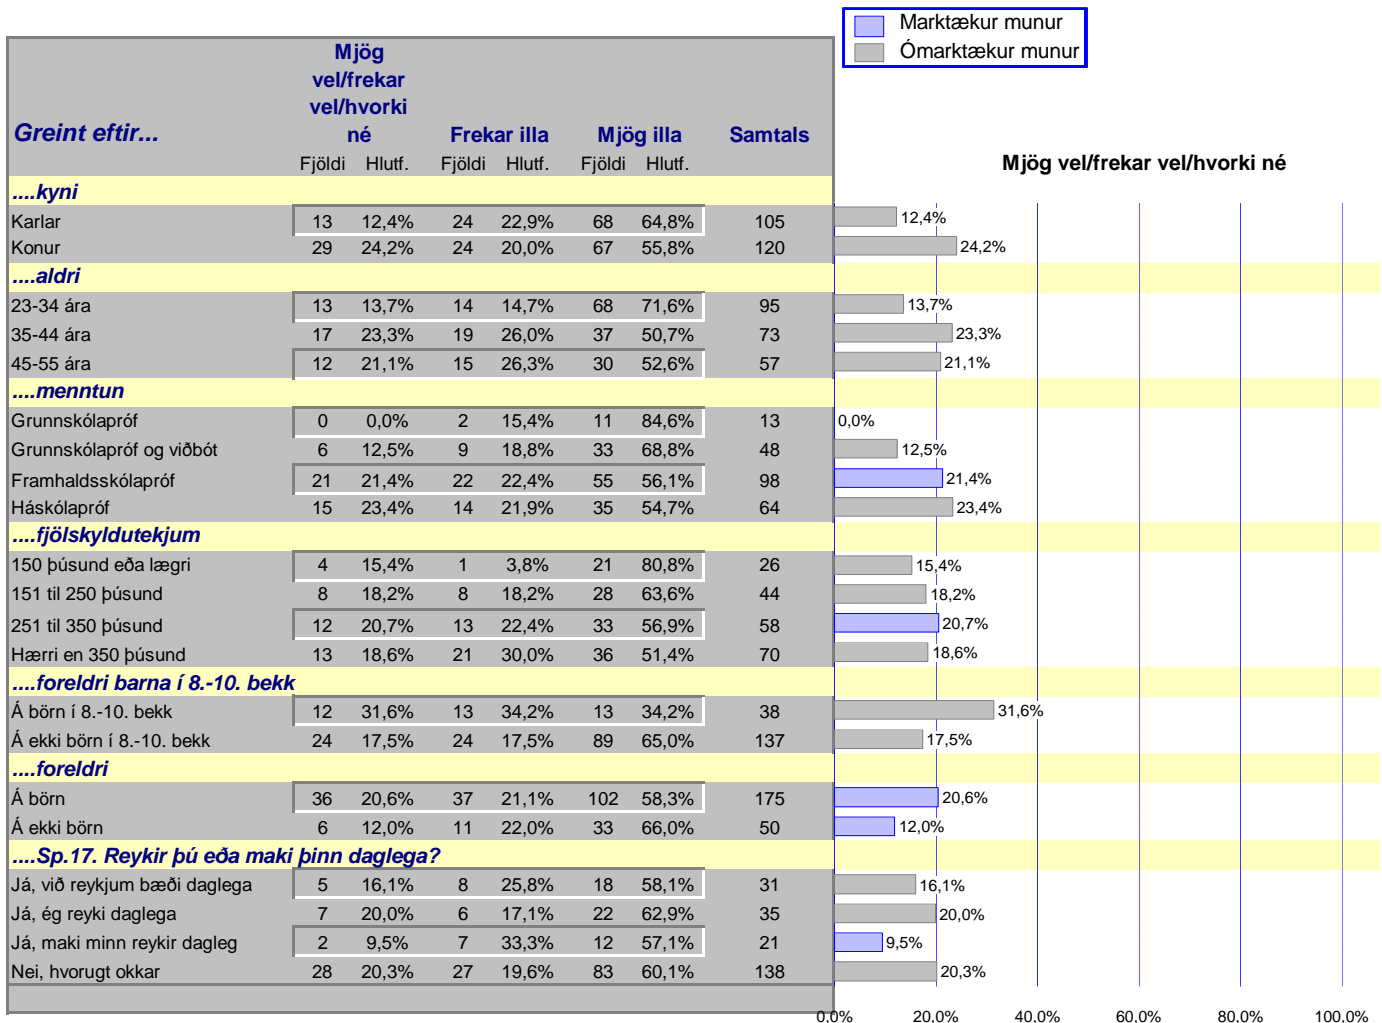 Marktækur munur
Ómarktækur munur
Mjög
vel/frekar
vel/hvorki
Greint eftir... né Frekar illa Mjög illa Samtals
Fjöldi Hlutf. Fjöldi Hlutf. Fjöldi Hlutf.
Mjög vel/frekar vel/hvorki né
....kyni
Karlar 13 12,4% 24 22,9% 68 64,8% 105 12,4%
Konur 29 24,2% 24 20,0% 67 55,8% 120 24,2%
....aldri
23-34 ára 13 13,7% 14 14,7% 68 71,6% 95 13,7%
35-44 ára 17 23,3% 19 26,0% 37 50,7% 73 23,3%
45-55 ára 12 21,1% 15 26,3% 30 52,6% 57 21,1%
....menntun
Grunnskólapróf 0 0,0% 2 15,4% 11 84,6% 13 0,0%
Grunnskólapróf og viðbót 6 12,5% 9 18,8% 33 68,8% 48 12,5%
Framhaldsskólapróf 21 21,4% 22 22,4% 55 56,1% 98 21,4%
Háskólapróf 15 23,4% 14 21,9% 35 54,7% 64 23,4%
....fjölskyldutekjum
150 þúsund eða lægri 4 15,4% 1 3,8% 21 80,8% 26 15,4%
151 til 250 þúsund 8 18,2% 8 18,2% 28 63,6% 44 18,2%
251 til 350 þúsund 12 20,7% 13 22,4% 33 56,9% 58 20,7%
Hærri en 350 þúsund 13 18,6% 21 30,0% 36 51,4% 70 18,6%
....foreldri barna í 8.-10. bekk
Á börn í 8.-10. bekk 12 31,6% 13 34,2% 13 34,2% 38 31,6%
Á ekki börn í 8.-10. bekk 24 17,5% 24 17,5% 89 65,0% 137 17,5%
....foreldri
Á börn 36 20,6% 37 21,1% 102 58,3% 175 20,6%
Á ekki börn 6 12,0% 11 22,0% 33 66,0% 50 12,0%
....Sp.17. Reykir þú eða maki þinn daglega?
Já, við reykjum bæði daglega 5 16,1% 8 25,8% 18 58,1% 31 16,1%
Já, ég reyki daglega 7 20,0% 6 17,1% 22 62,9% 35 20,0%
Já, maki minn reykir dagleg 2 9,5% 7 33,3% 12 57,1% 21 9,5%
Nei, hvorugt okkar 28 20,3% 27 19,6% 83 60,1% 138 20,3%
0,0% 20,0% 40,0% 60,0% 80,0% 100,0%